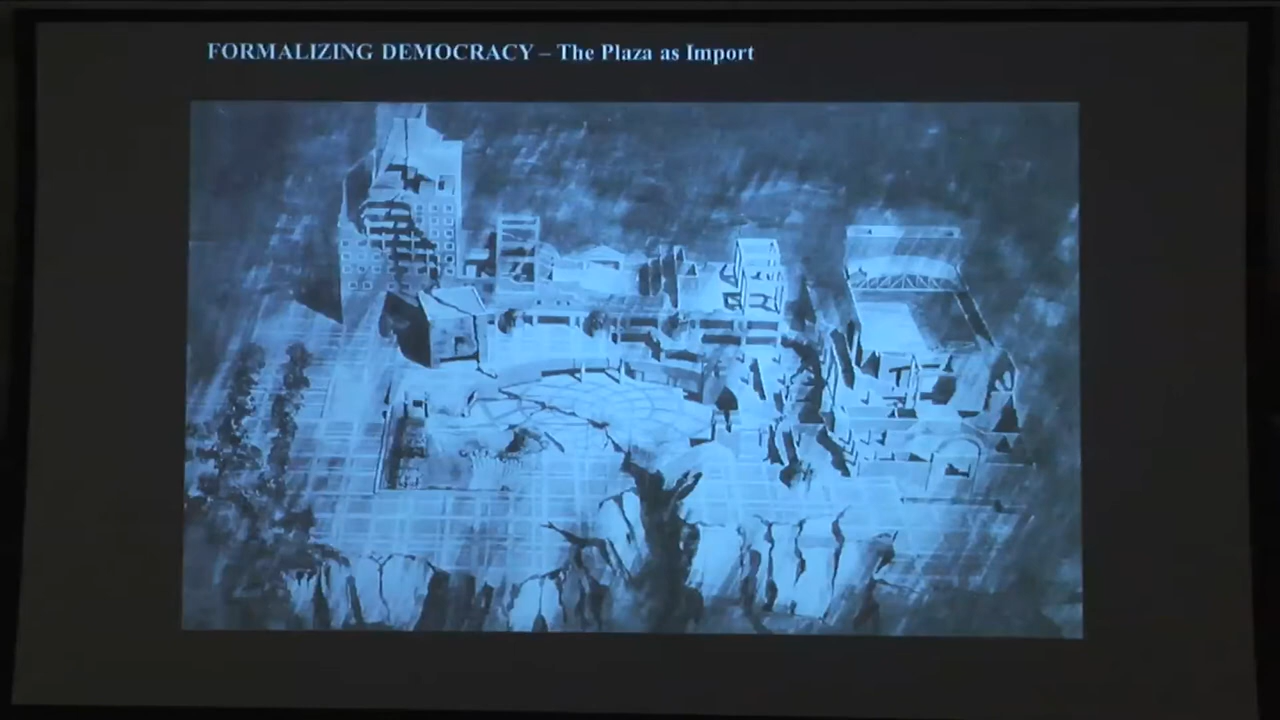 FORMALIZING DEMOCRACY – The Plaza as Import